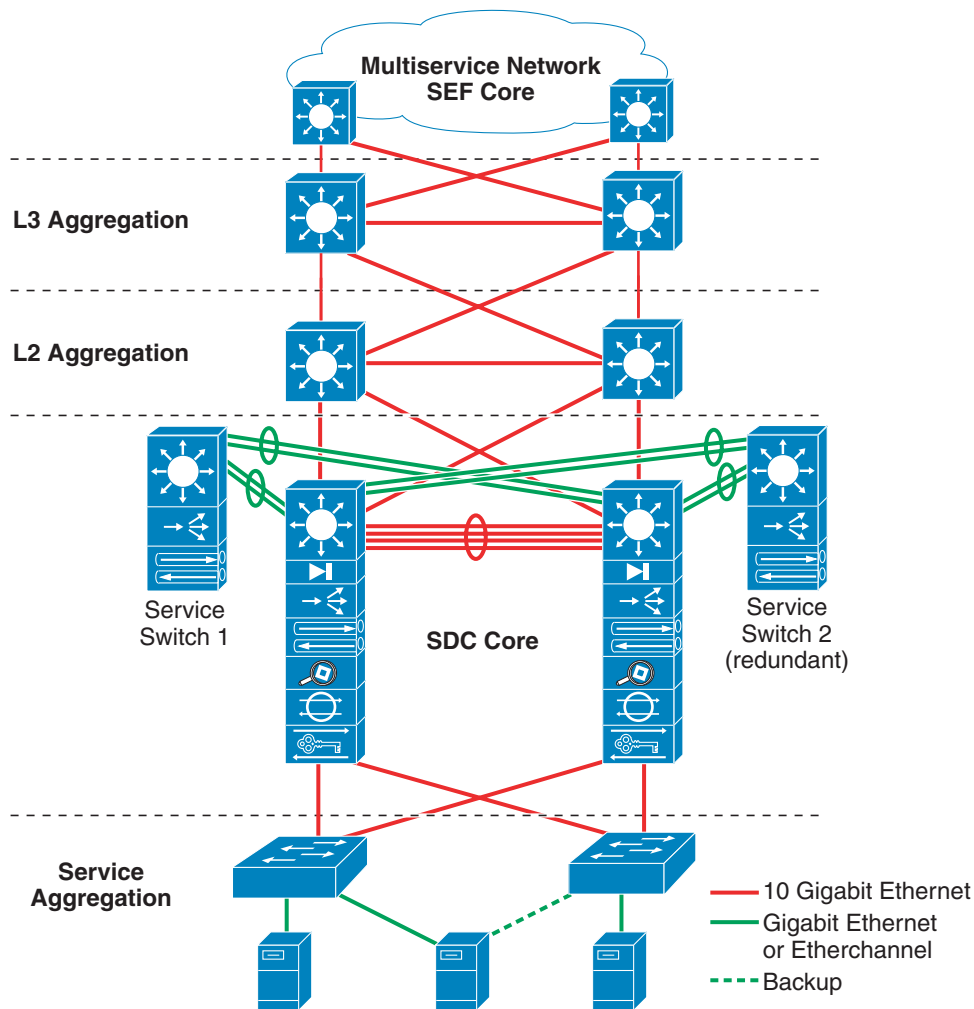 Multiservice Network
SEF Core
L3 Aggregation
L2 Aggregation
Service
Switch 1
SDC Core
Service
Switch 2
(redundant)
Service
Aggregation
10 Gigabit Ethernet
Gigabit Ethernet
or Etherchannel
Backup